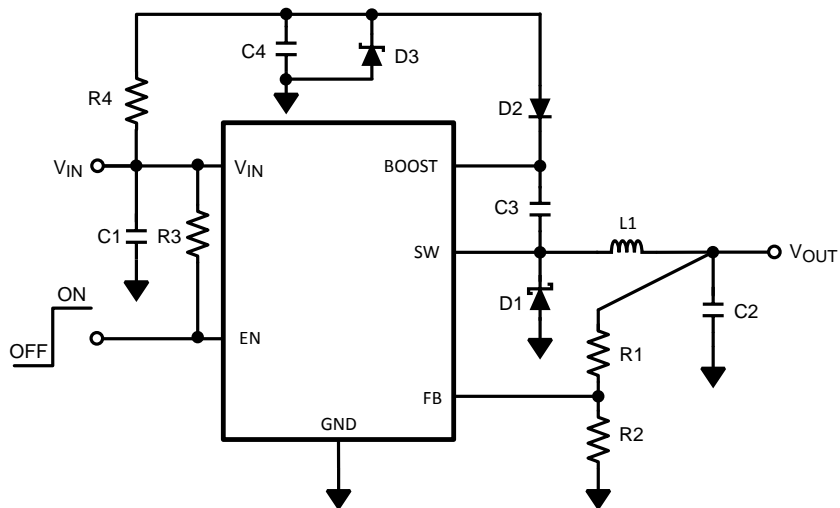 C4
D3
R4
D2
VIN
VIN
BOOST
C3
L1
C1
R3
SW
VOUT
ON
D1
C2
OFF
EN
R1
FB
GND
R2